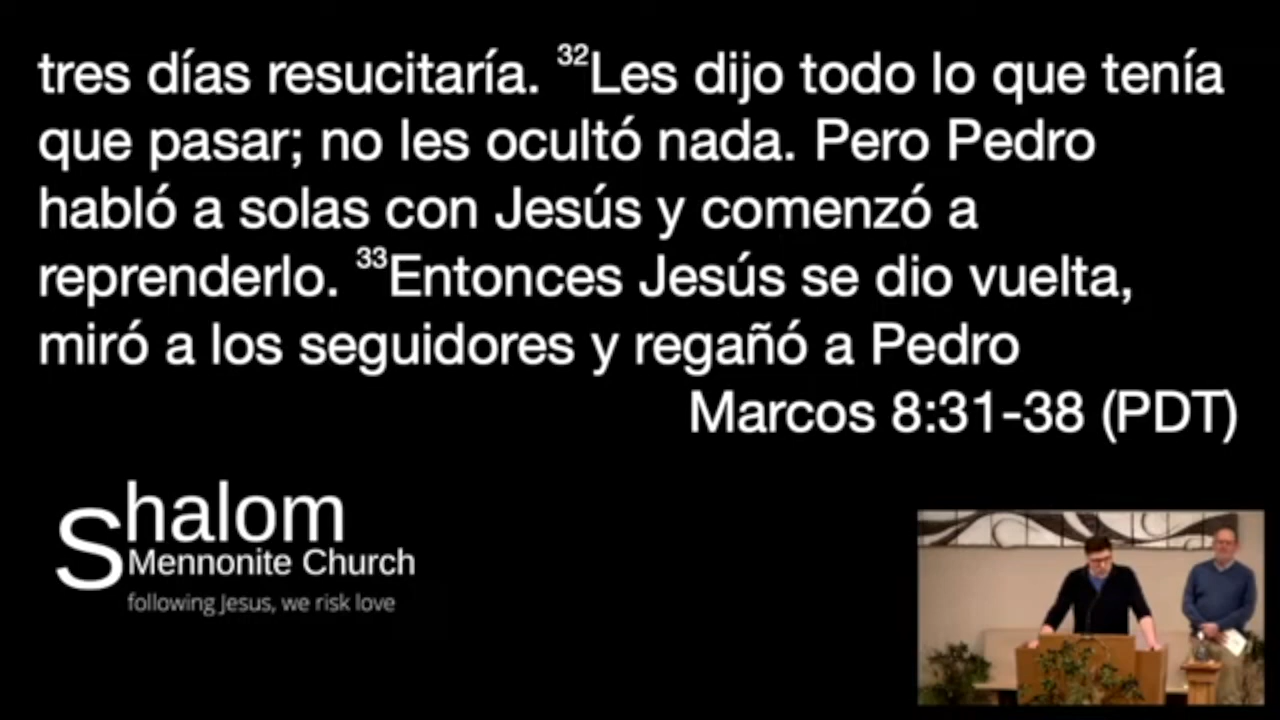 tres días resucitaría. ³²Les dijo todo lo que tenía
que pasar; no les ocultó nada. Pero Pedro
habló a solas con Jesús y comenzó a
reprenderlo. ³³Entonces Jesús se dio vuelta,
miró a los seguidores y regañó a Pedro
Marcos 8:31-38 (PDT)
Shalom
Mennonite Church
following Jesus, we risk love